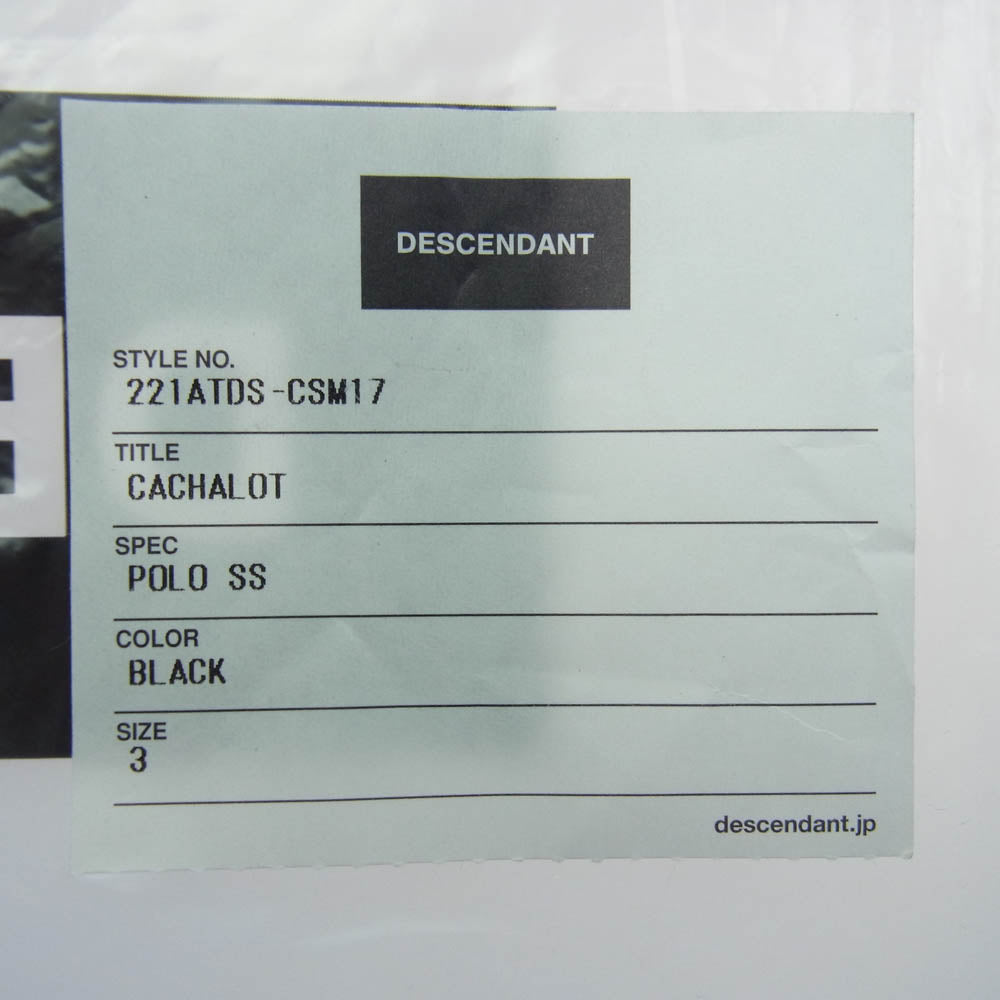 DESCENDANT
STYLE NO.
221ATDS-CSM17
TITLE
CACHALOT
SPEC
POLO SS
COLOR
BLACK
SIZE
3
descendant.jp